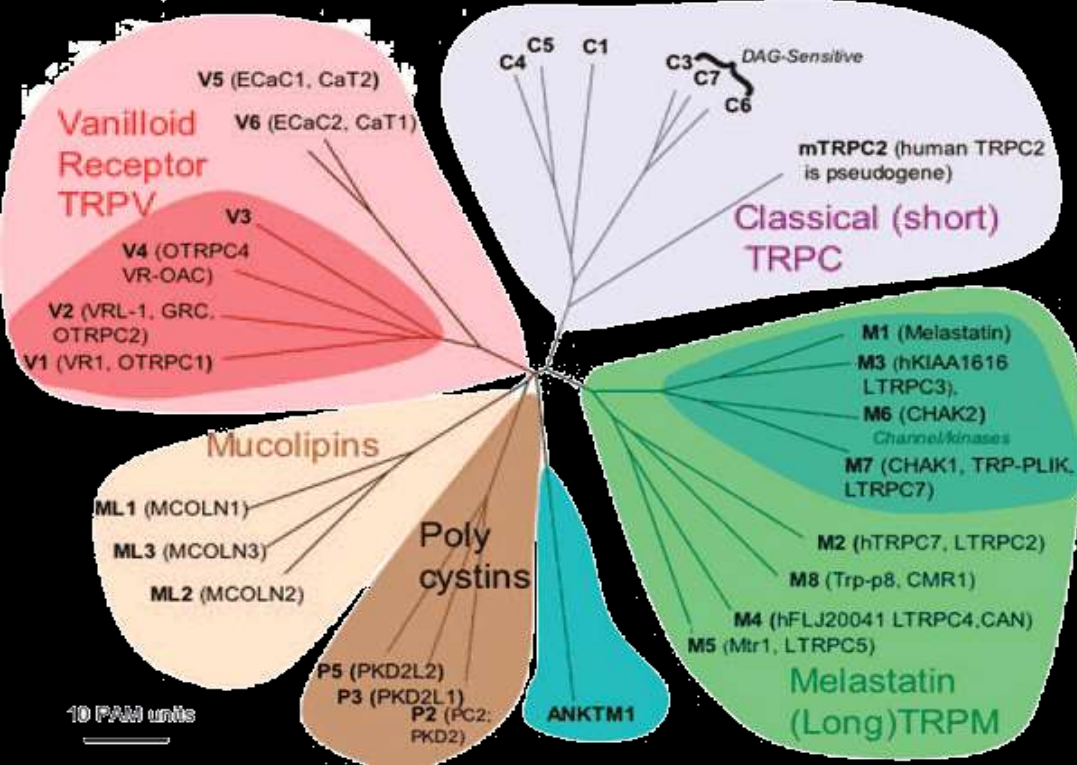 V5 (ECaC1, CaT2)
Vanilloid
Receptor
TRPV
V6 (ECaC2, CaT1)
V3
V4 (OTRPC4
VR-OAC)
V2 (VRL-1, GRC,
OTRPC2)
V1 (VR1, OTRPC1)
C4
C5
C1
C3
C7
C6
DAG-Sensitive
mTRPC2 (human TRPC2
is pseudogene)
Classical (short)
TRPC
M1 (Melastatin)
M3 (hKIAA1616
LTRPC3),
M6 (CHAK2)
Channel/kinases
M7 (CHAK1, TRP-PLIK,
LTRPC7)
M2 (hTRPC7, LTRPC2)
M8 (Trp-p8, CMR1)
M4 (hFLJ20041 LTRPC4,CAN)
M5 (Mtr1, LTRPC5)
Melastatin
(Long)TRPM
Mucolipins
ML1 (MCOLN1)
ML3 (MCOLN3)
ML2 (MCOLN2)
Poly
cystins
P5 (PKD2L2)
P3 (PKD2L1)
P2 (PC2;
PKD2)
ANKTM1
10 PAM units